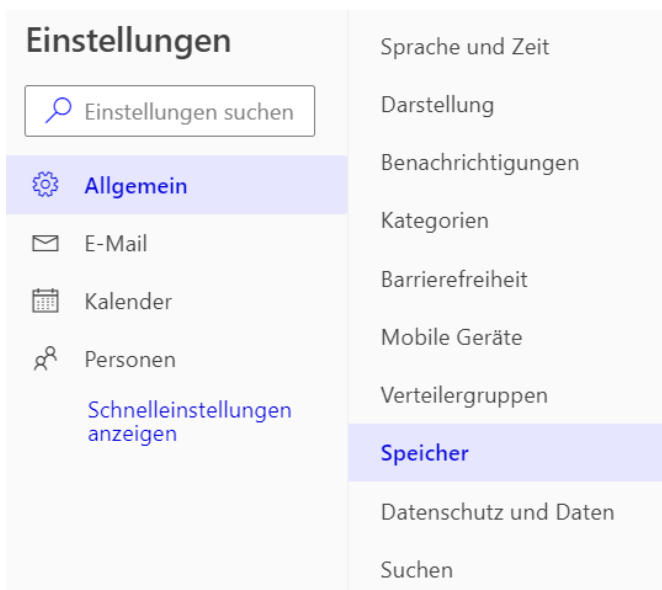 Einstellungen
Einstellungen suchen
Allgemein
E-Mail
Kalender
Personen
Schnelleinstellungen
anzeigen
Sprache und Zeit
Darstellung
Benachrichtigungen
Kategorien
Barrierefreiheit
Mobile Geräte
Verteilergruppen
Speicher
Datenschutz und Daten
Suchen